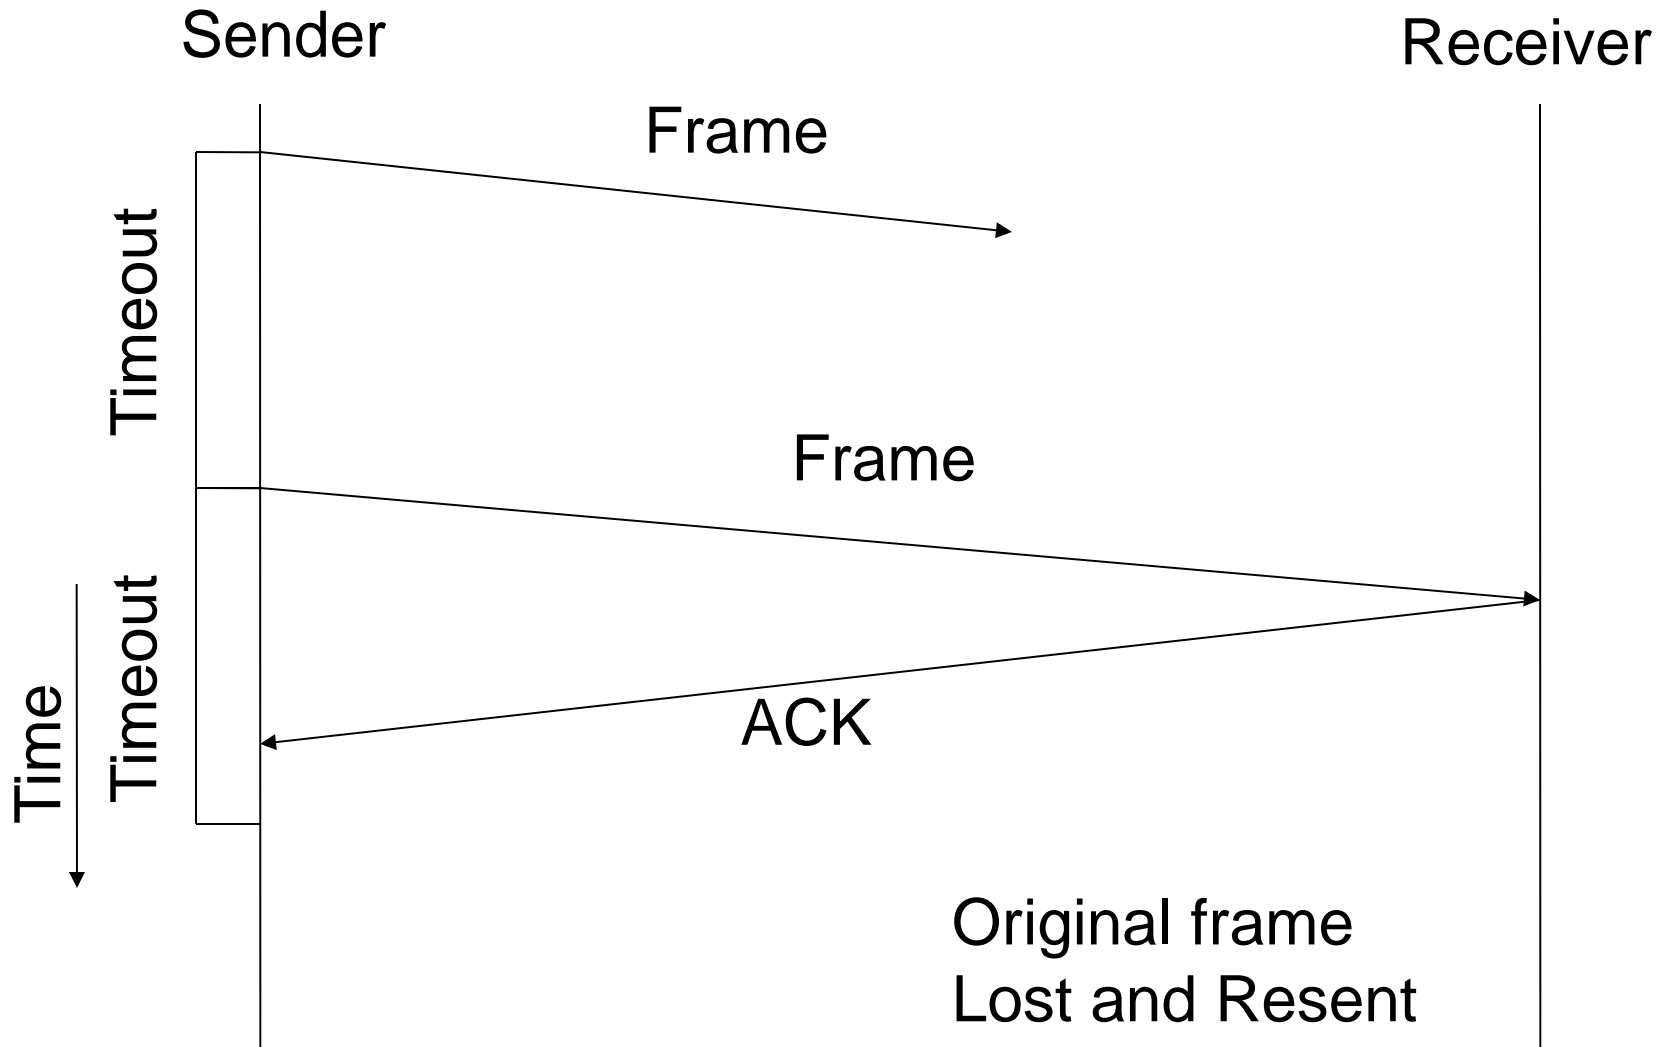 Sender
Receiver
Frame
Timeout
Frame
Timeout
Time
ACK
Original frame
Lost and Resent